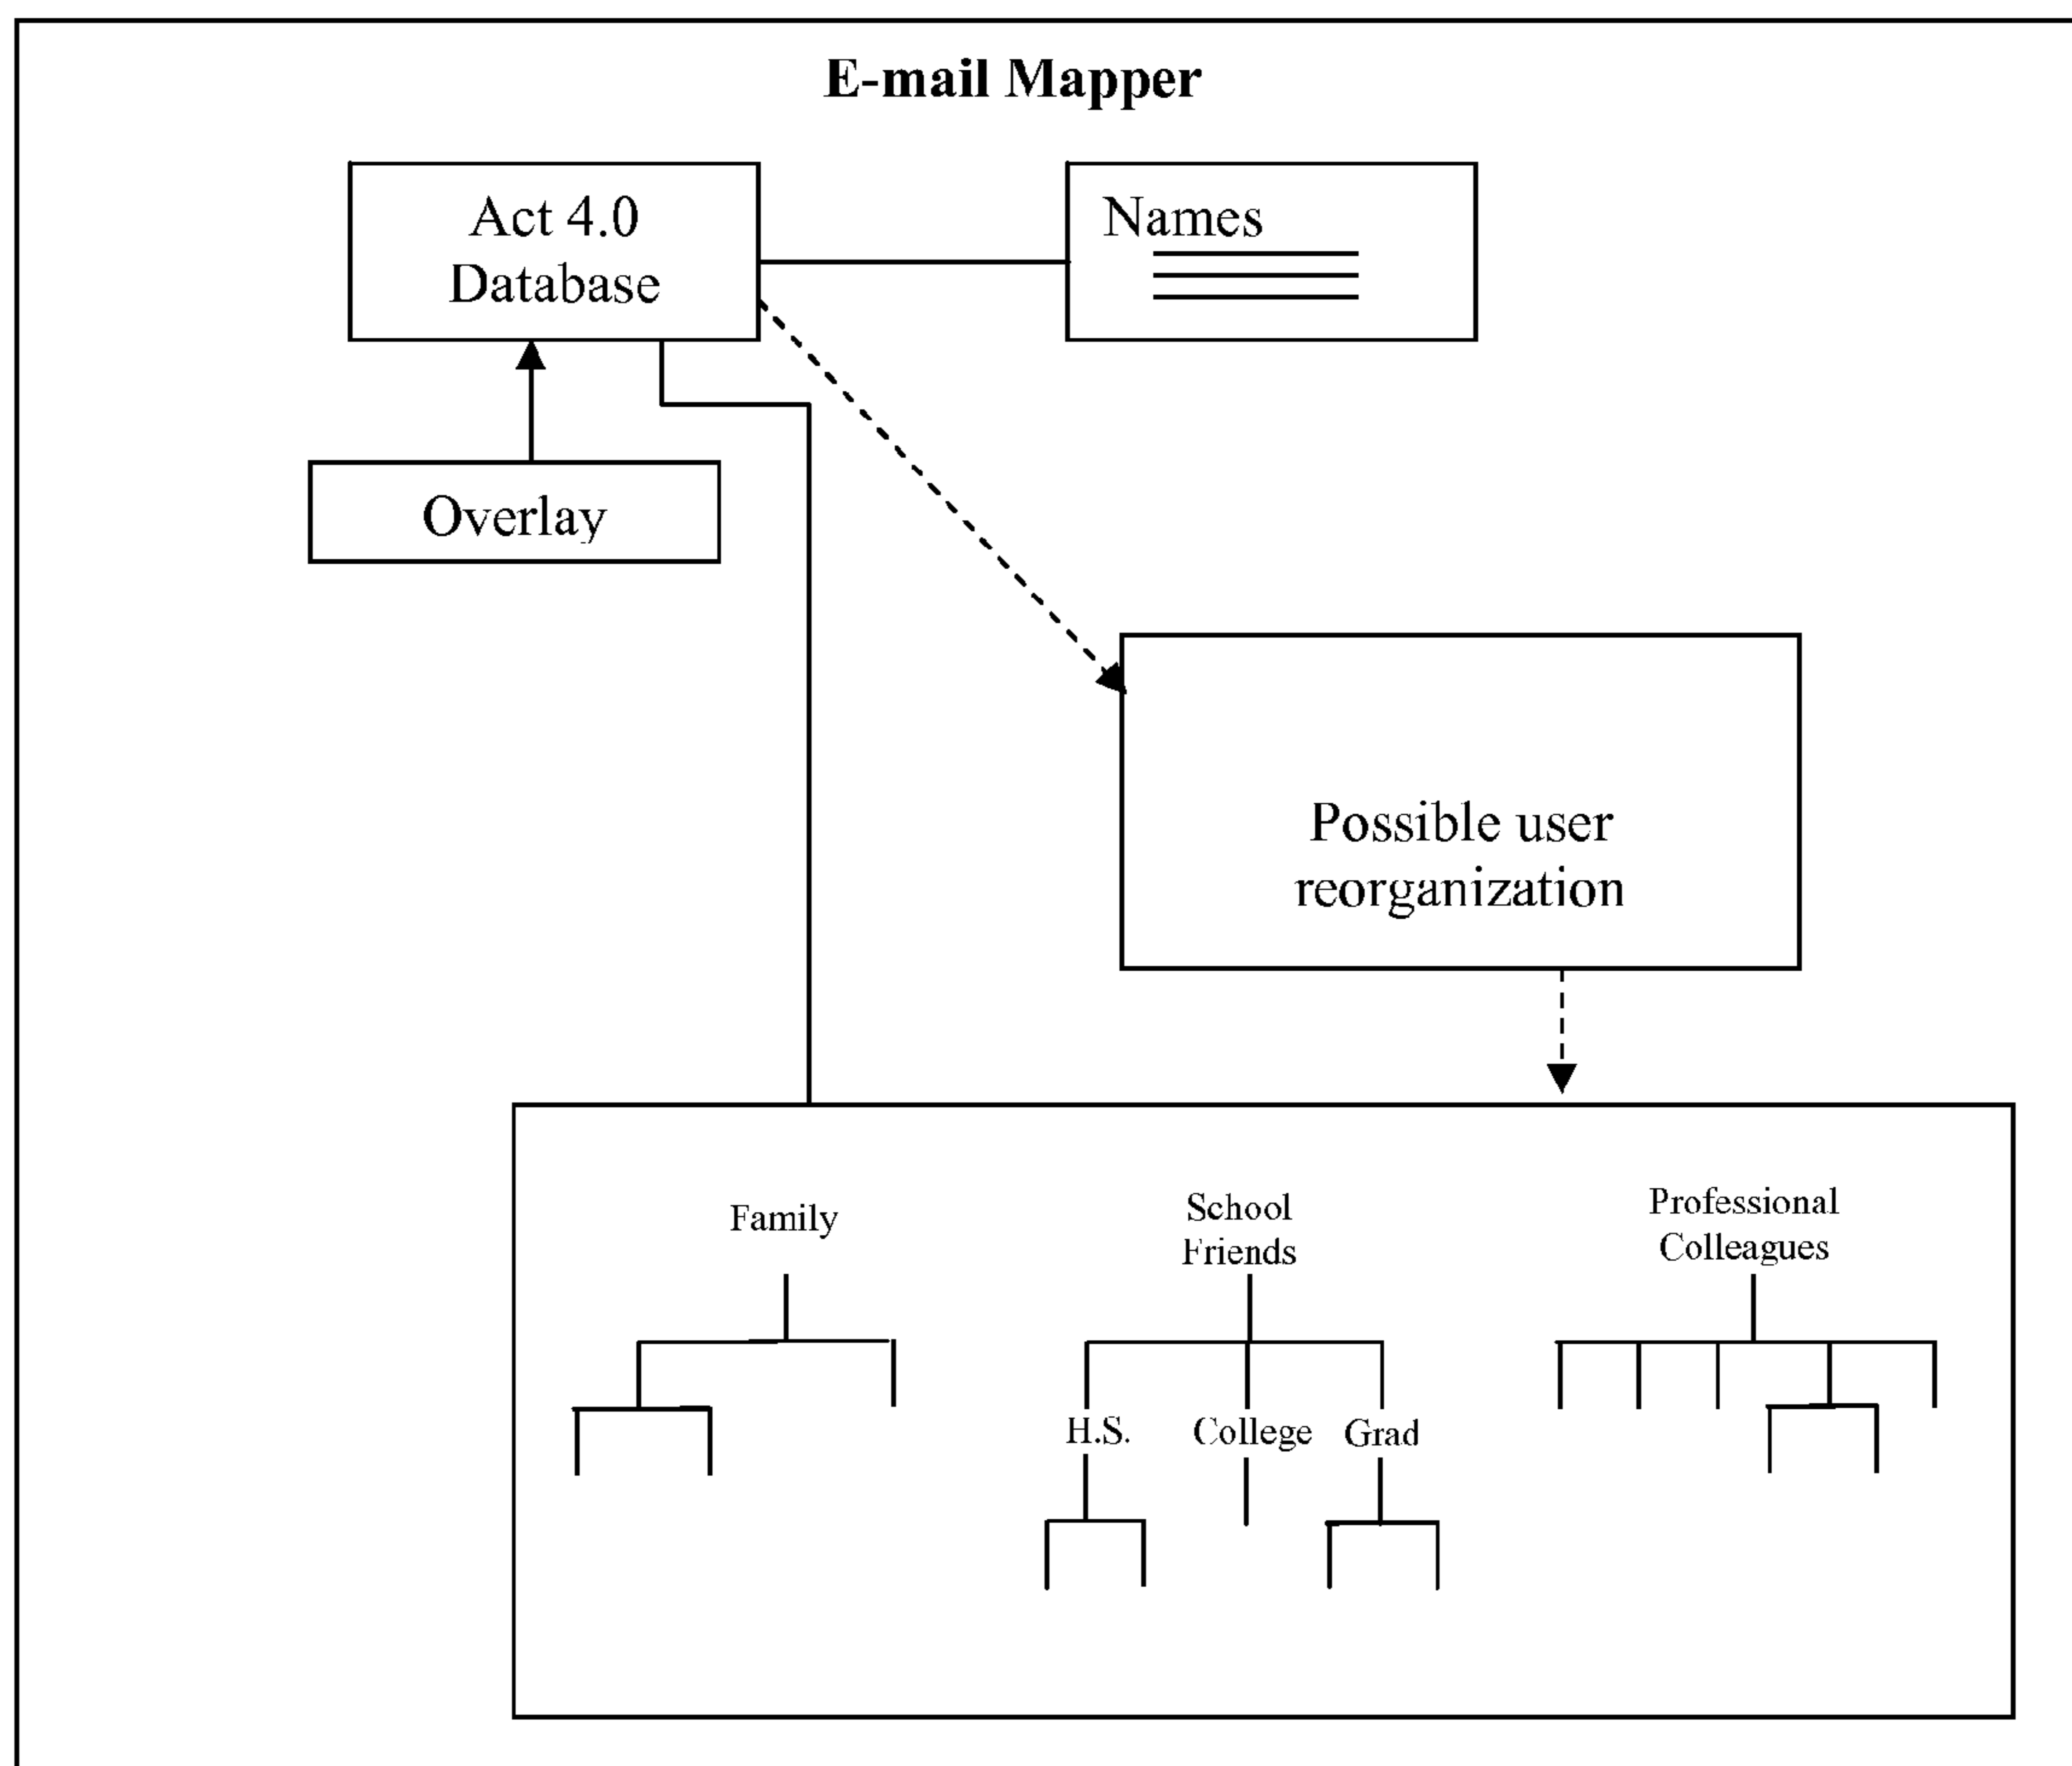 E-mail Mapper
Act 4.0
Database
Names
Overlay
Possible user
reorganization
Family
School
Friends
Professional
Colleagues
H.S.
College
Grad